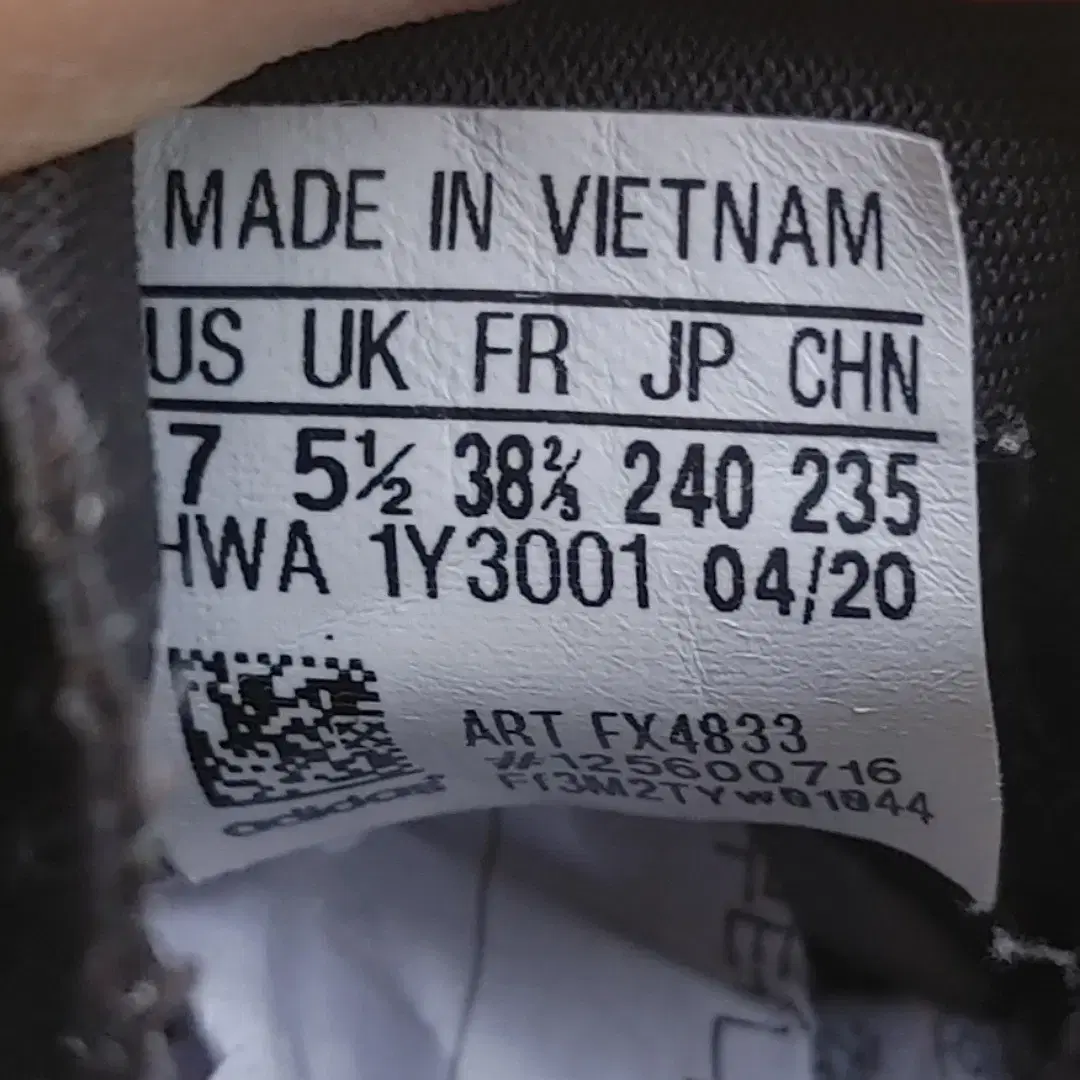 MADE IN VIETNAM
US UK FR JP CHN
7 5½ 38⅔ 240 235
HWA 1Y3001 04/20
ART FX4833
#125600716
F13M2TYW01044
adidas